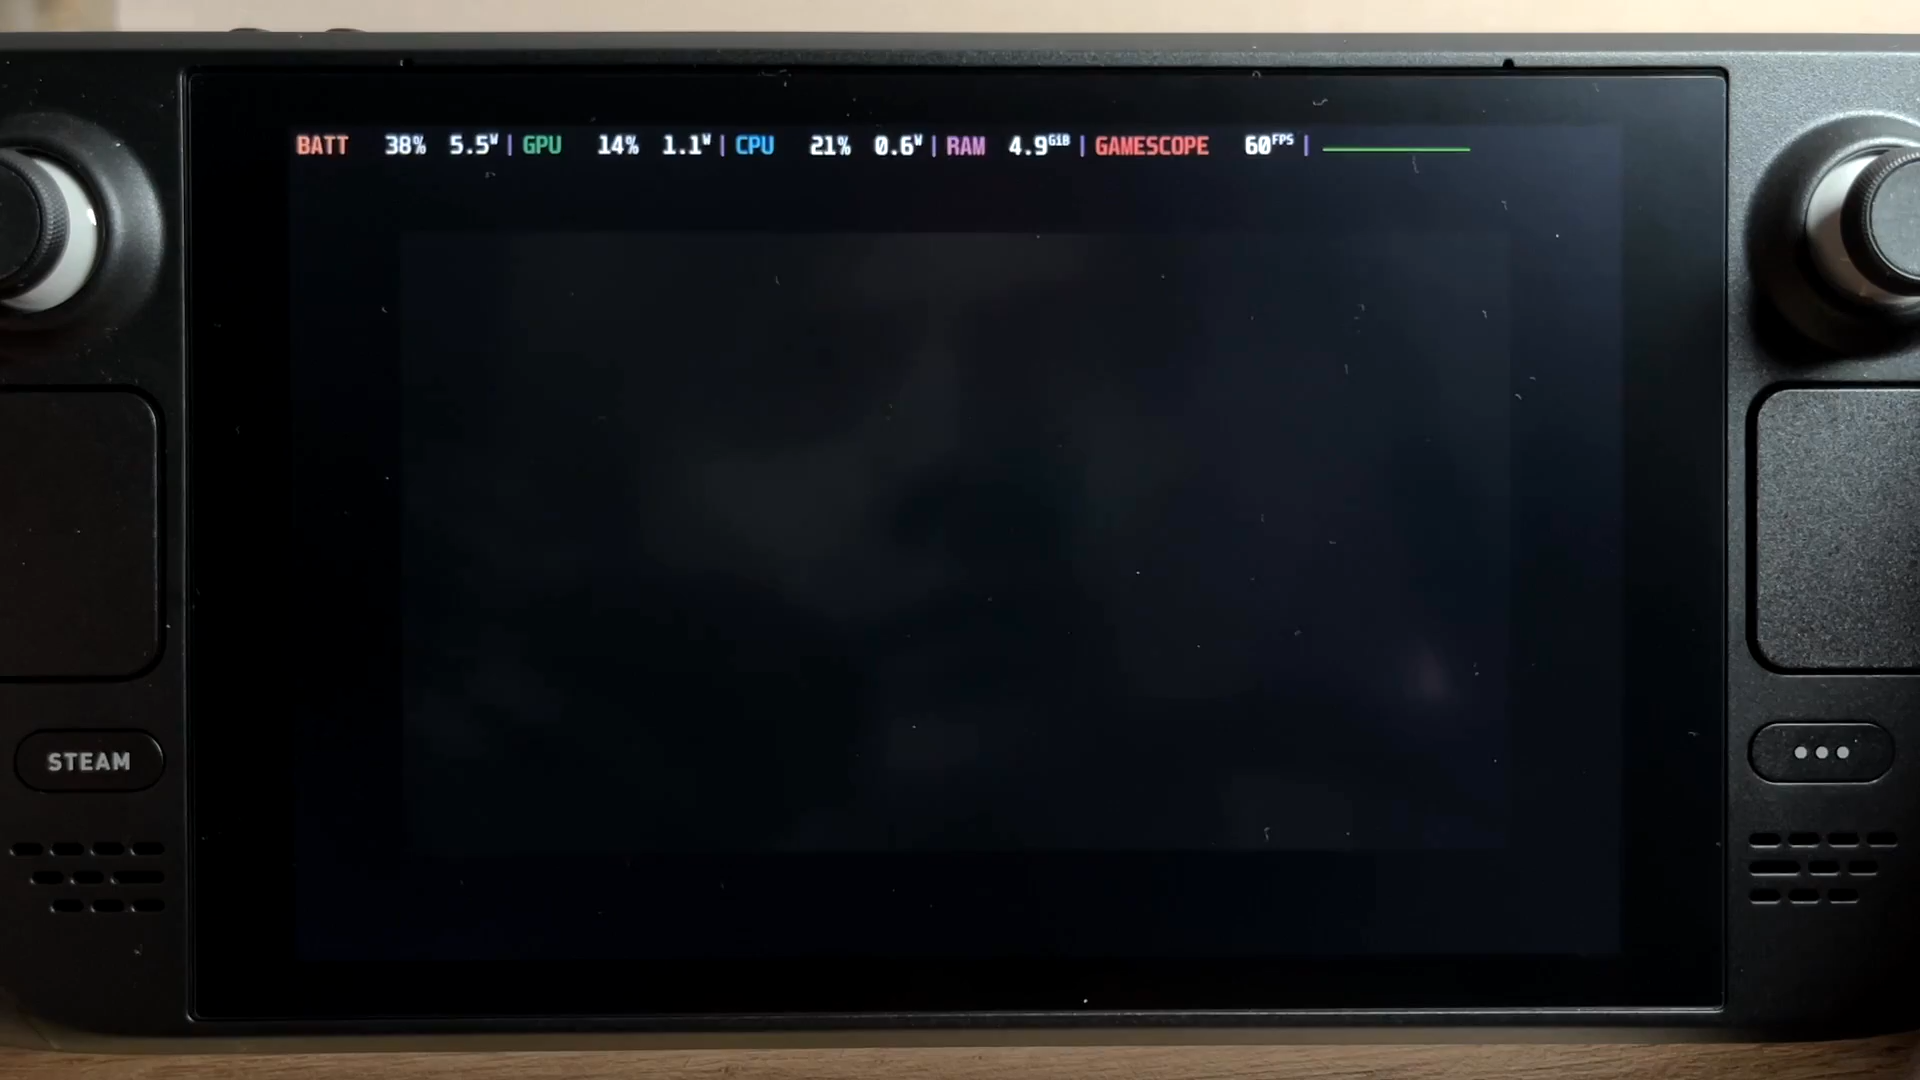 BATT 38% 5.5W | GPU 14% 1.1W | CPU 21% 0.6W | RAM 4.9GiB | GAMESCOPE 60FPS |
STEAM